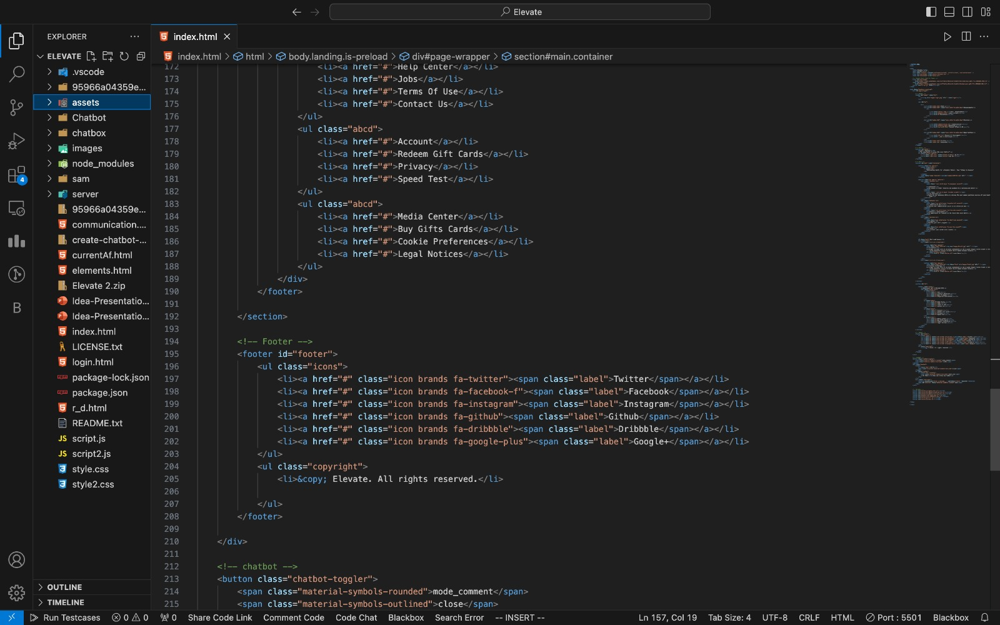 Elevate
EXPLORER
index.html
ELEVATE
index.html > html > body.landing.is-preload > div#page-wrapper > section#main.container
.vscode
95966a04359e...
assets
Chatbot
chatbox
images
node_modules
sam
server
95966a04359e...
communication....
create-chatbot-...
currentAf.html
elements.html
Elevate 2.zip
Idea-Presentatio...
Idea-Presentatio...
index.html
LICENSE.txt
login.html
package-lock.json
package.json
r_d.html
README.txt
script.js
script2.js
style.css
style2.css
OUTLINE
TIMELINE
4
B
172 <li><a href="#">Help Center</a></li>
173 <li><a href="#">Jobs</a></li>
174 <li><a href="#">Terms Of Use</a></li>
175 <li><a href="#">Contact Us</a></li>
176 </ul>
177 <ul class="abcd">
178 <li><a href="#">Account</a></li>
179 <li><a href="#">Redeem Gift Cards</a></li>
180 <li><a href="#">Privacy</a></li>
181 <li><a href="#">Speed Test</a></li>
182 </ul>
183 <ul class="abcd">
184 <li><a href="#">Media Center</a></li>
185 <li><a href="#">Buy Gifts Cards</a></li>
186 <li><a href="#">Cookie Preferences</a></li>
187 <li><a href="#">Legal Notices</a></li>
188 </ul>
189 </div>
190 </footer>
191
192 </section>
193
194 <!-- Footer -->
195 <footer id="footer">
196 <ul class="icons">
197 <li><a href="#" class="icon brands fa-twitter"><span class="label">Twitter</span></a></li>
198 <li><a href="#" class="icon brands fa-facebook-f"><span class="label">Facebook</span></a></li>
199 <li><a href="#" class="icon brands fa-instagram"><span class="label">Instagram</span></a></li>
200 <li><a href="#" class="icon brands fa-github"><span class="label">Github</span></a></li>
201 <li><a href="#" class="icon brands fa-dribbble"><span class="label">Dribbble</span></a></li>
202 <li><a href="#" class="icon brands fa-google-plus"><span class="label">Google+</span></a></li>
203 </ul>
204 <ul class="copyright">
205 <li>&copy; Elevate. All rights reserved.</li>
206
207 </ul>
208 </footer>
209
210 </div>
211
212 <!-- chatbot -->
213 <button class="chatbot-toggler">
214 <span class="material-symbols-rounded">mode_comment</span>
215 <span class="material-symbols-outlined">close</span>
Run Testcases 0 0 0 Share Code Link Comment Code Code Chat Blackbox Search Error -- INSERT -- Ln 157, Col 19 Tab Size: 4 UTF-8 CRLF HTML Port : 5501 Blackbox